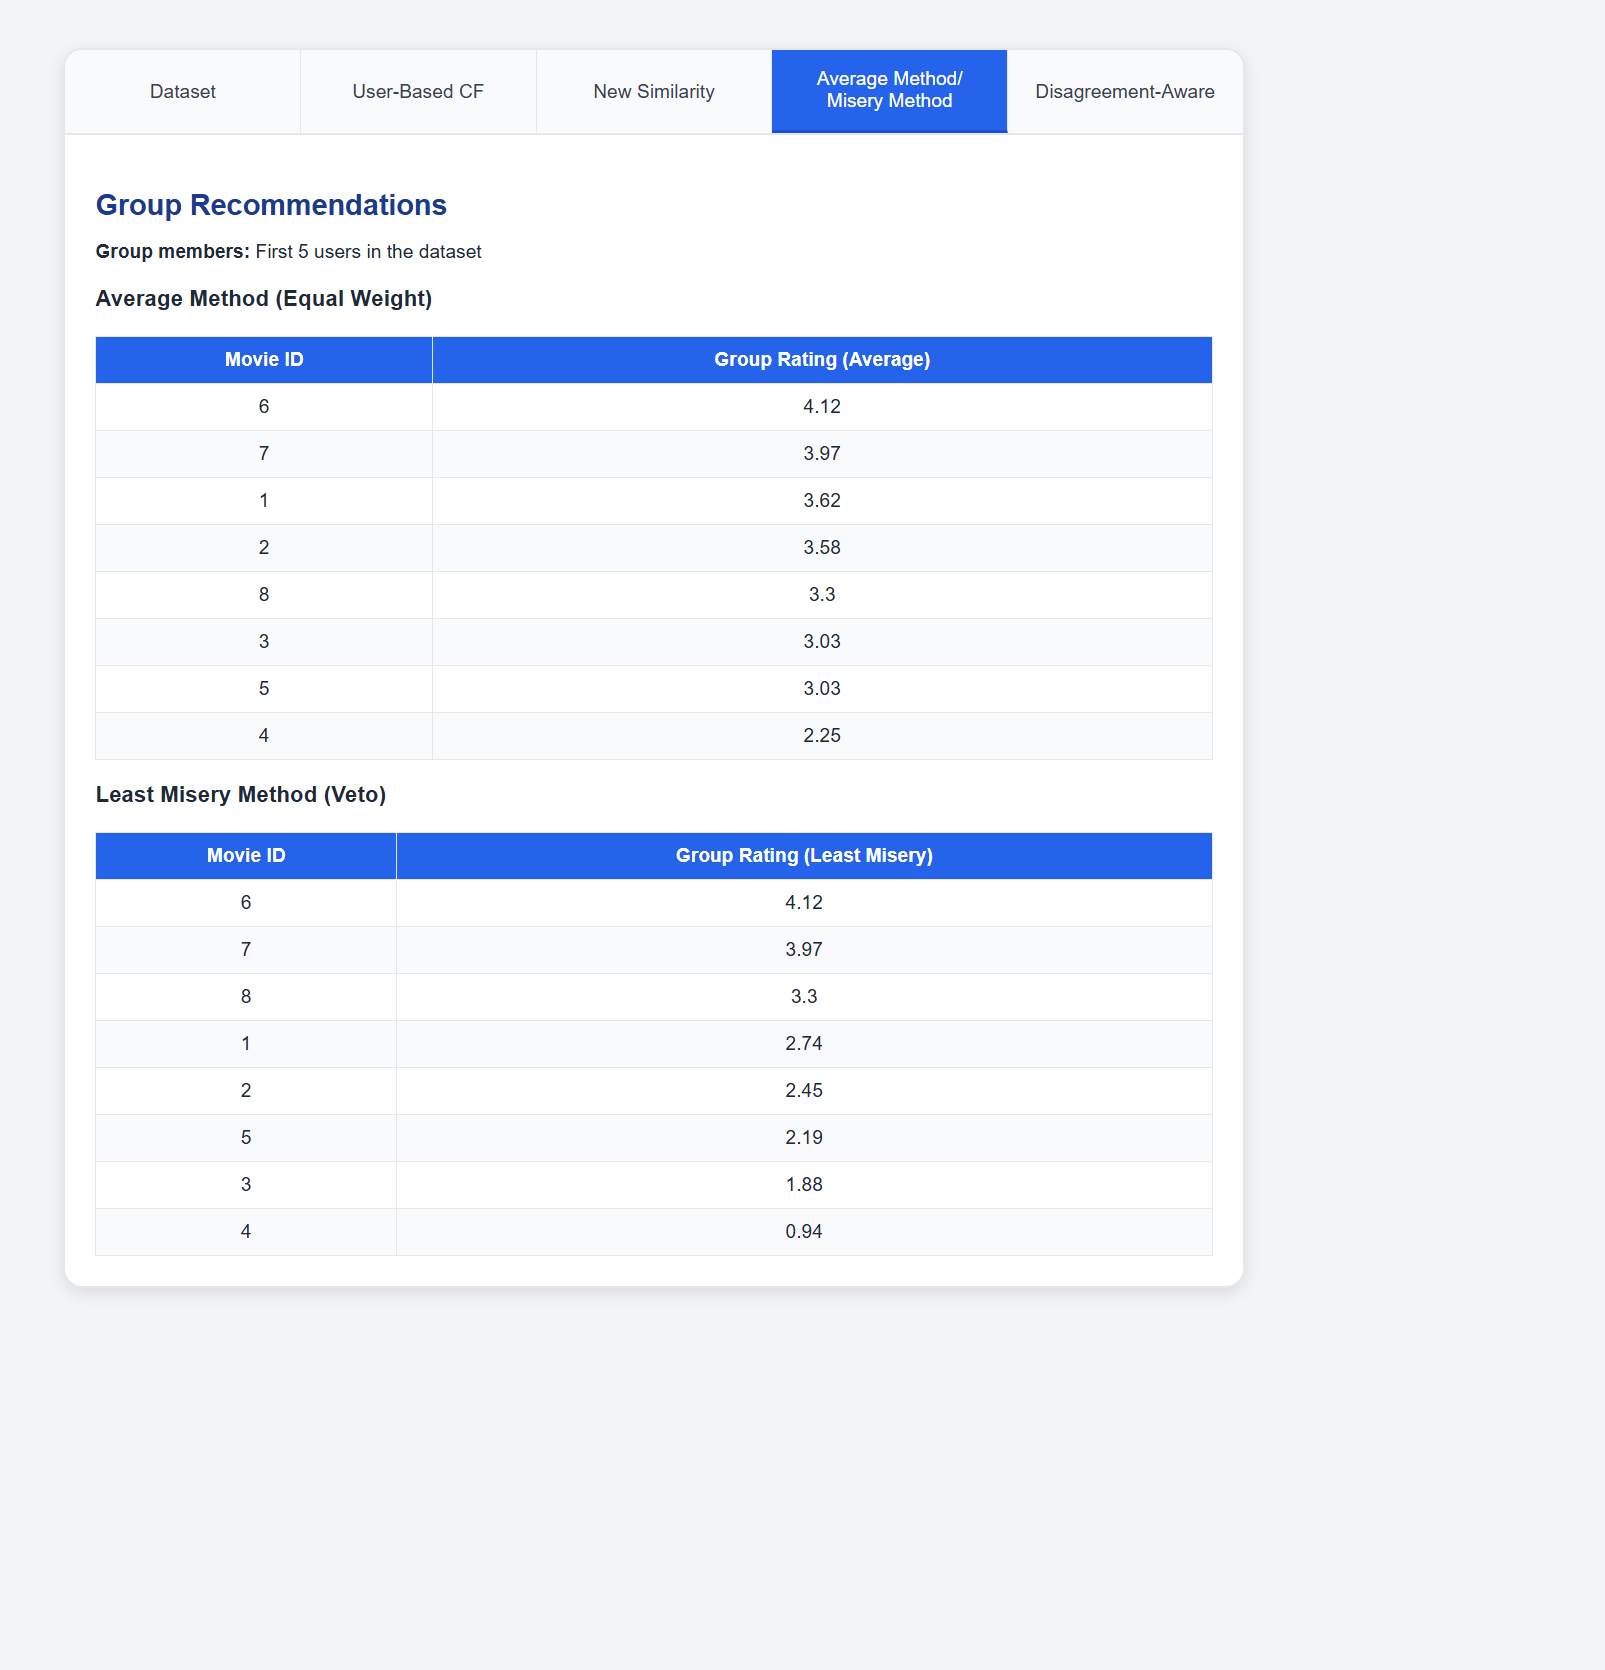 Dataset
User-Based CF
New Similarity
Average Method/
Misery Method
Disagreement-Aware
Group Recommendations
Group members: First 5 users in the dataset
Average Method (Equal Weight)
Movie ID Group Rating (Average)
6 4.12
7 3.97
1 3.62
2 3.58
8 3.3
3 3.03
5 3.03
4 2.25
Least Misery Method (Veto)
Movie ID Group Rating (Least Misery)
6 4.12
7 3.97
8 3.3
1 2.74
2 2.45
5 2.19
3 1.88
4 0.94